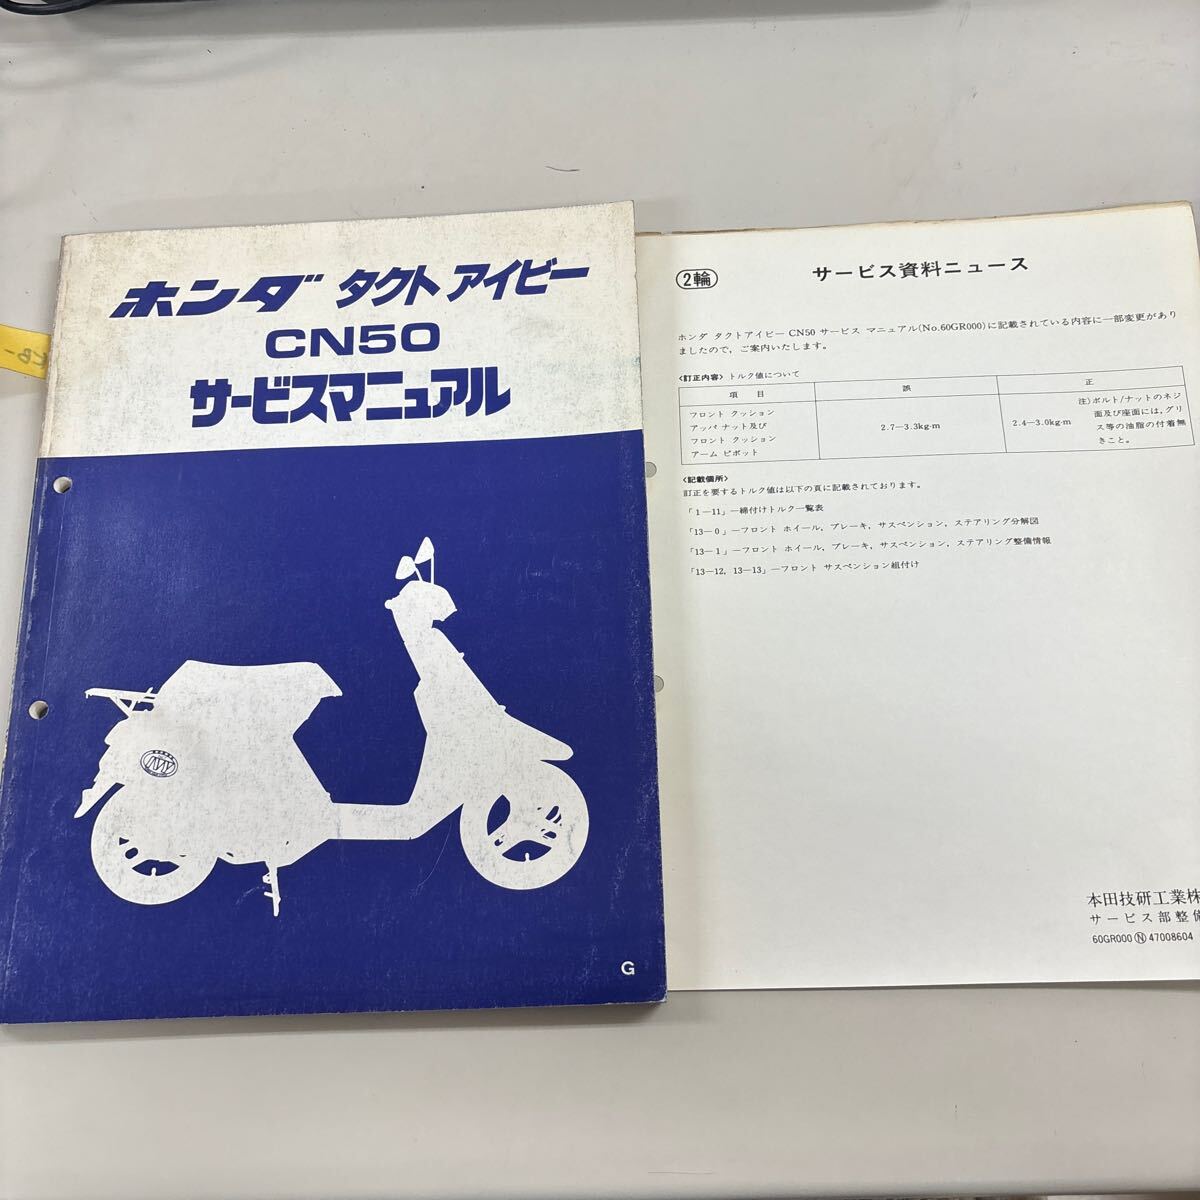 ホンダ タクト アイビー
CN50
サービスマニュアル
G
2輪
サービス資料ニュース
ホンダ タクトアイビー CN50 サービス マニュアル(No.60GR000)に記載されている内容に一部変更があり
ましたので，ご案内いたします。
〈訂正内容〉トルク値について
項 目 誤 正
フロント クッション
アッパ ナット及び
フロント クッション
アーム ピボット
2.7－3.3kg-m
2.4－3.0kg-m
注)ボルト/ナットのネジ
面及び座面には,グリ
ス等の油脂の付着無
きこと。
〈記載個所〉
訂正を要するトルク値は以下の頁に記載されております。
「1－11」―締付けトルク一覧表
「13－0」―フロント ホイール，ブレーキ，サスペンション，ステアリング分解図
「13－1」―フロント ホイール，ブレーキ，サスペンション，ステアリング整備情報
「13－12, 13－13」―フロント サスペンション組付け
本田技研工業株
サービス部整備
60GR000 Ⓝ 47008604